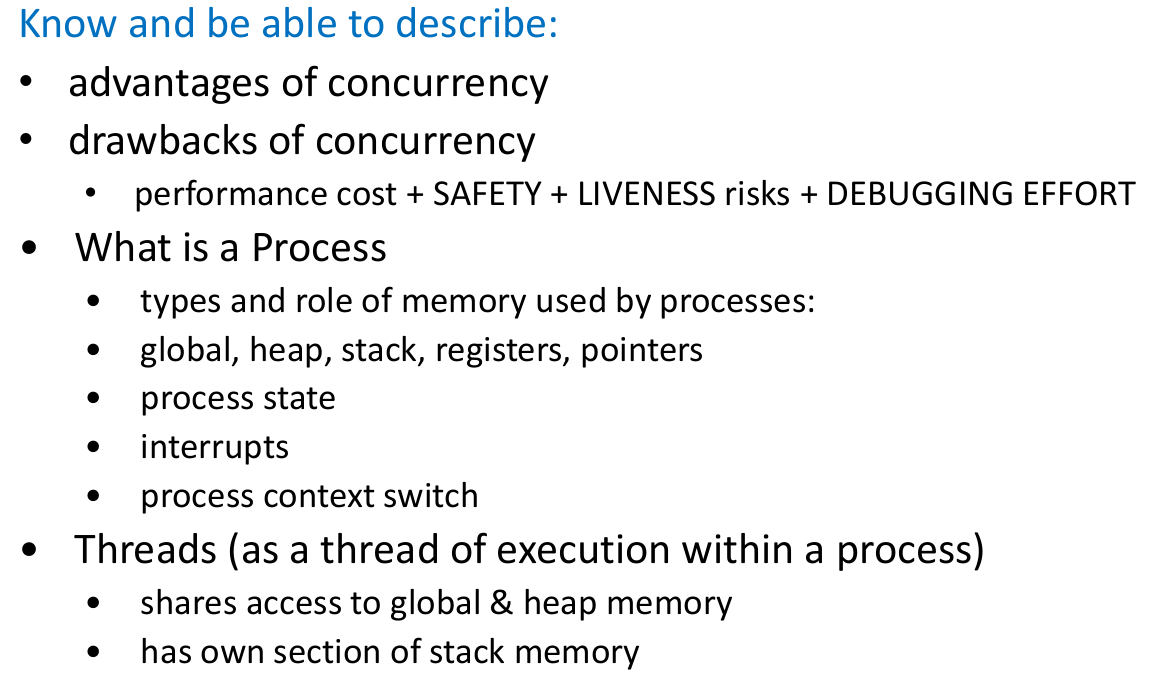 Know and be able to describe:
• advantages of concurrency
• drawbacks of concurrency
• performance cost + SAFETY + LIVENESS risks + DEBUGGING EFFORT
• What is a Process
• types and role of memory used by processes:
• global, heap, stack, registers, pointers
• process state
• interrupts
• process context switch
• Threads (as a thread of execution within a process)
• shares access to global & heap memory
• has own section of stack memory